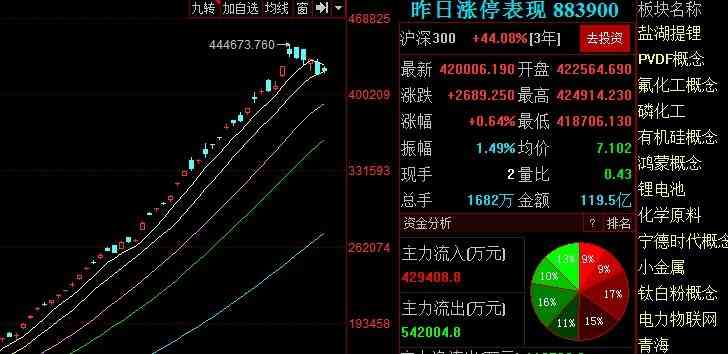 九转 加自选 均线 窗
468825
444673.760
400209
331593
262074
193458
昨日涨停表现 883900
沪深300 +44.08%[3年] 去投资
最新 420006.190 开盘 422564.690
涨跌 +2689.250 最高 424914.230
涨幅 +0.64% 最低 418706.130
振幅 1.49% 均价 7.102
现手 2 量比 0.43
总手 1682万 金额 119.5亿
资金分析 ? 排名
主力流入(万元)
429408.8
主力流出(万元)
542004.8
13% 9%
10% 9%
17%
16%
11% 15%
板块名称
盐湖提锂
PVDF概念
氟化工概念
磷化工
有机硅概念
鸿蒙概念
锂电池
化学原料
宁德时代概念
小金属
钛白粉概念
电力物联网
青海